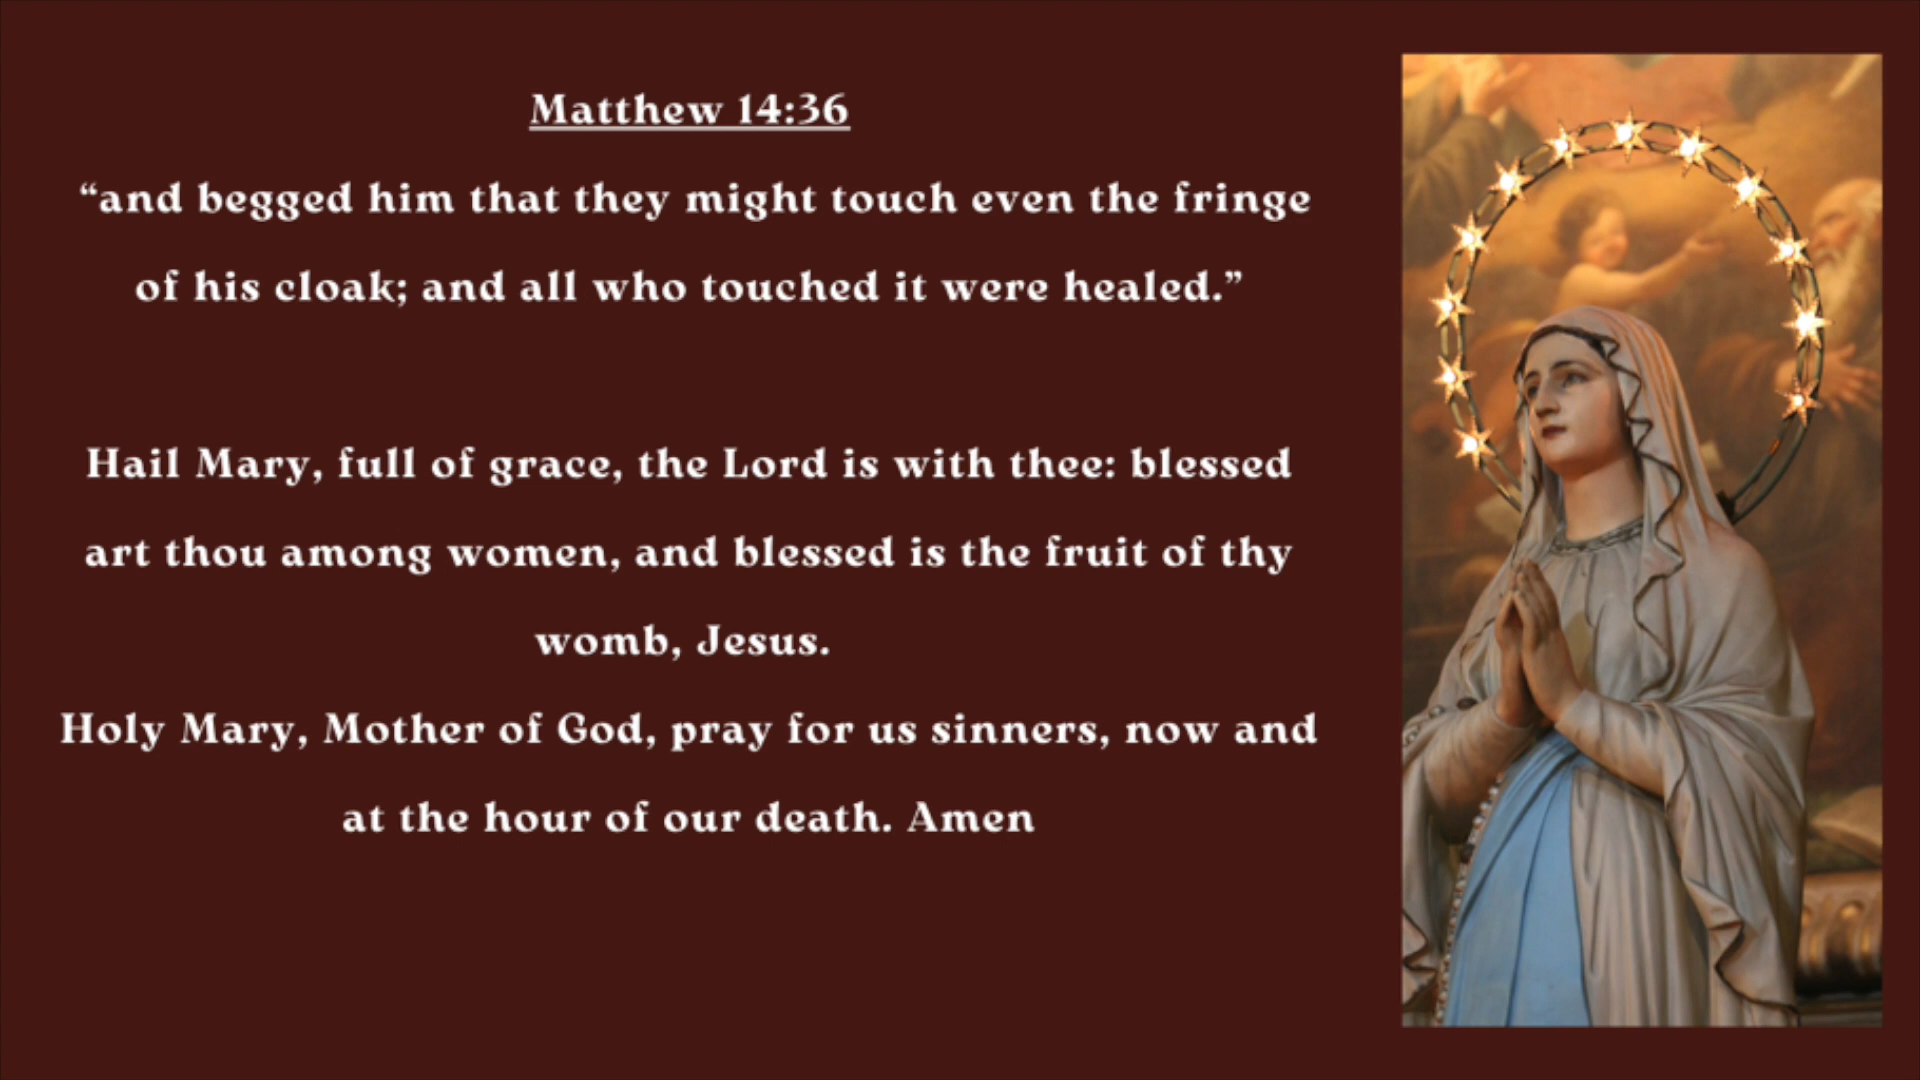 Matthew 14:36
“and begged him that they might touch even the fringe
of his cloak; and all who touched it were healed.”
Hail Mary, full of grace, the Lord is with thee: blessed
art thou among women, and blessed is the fruit of thy
womb, Jesus.
Holy Mary, Mother of God, pray for us sinners, now and
at the hour of our death. Amen